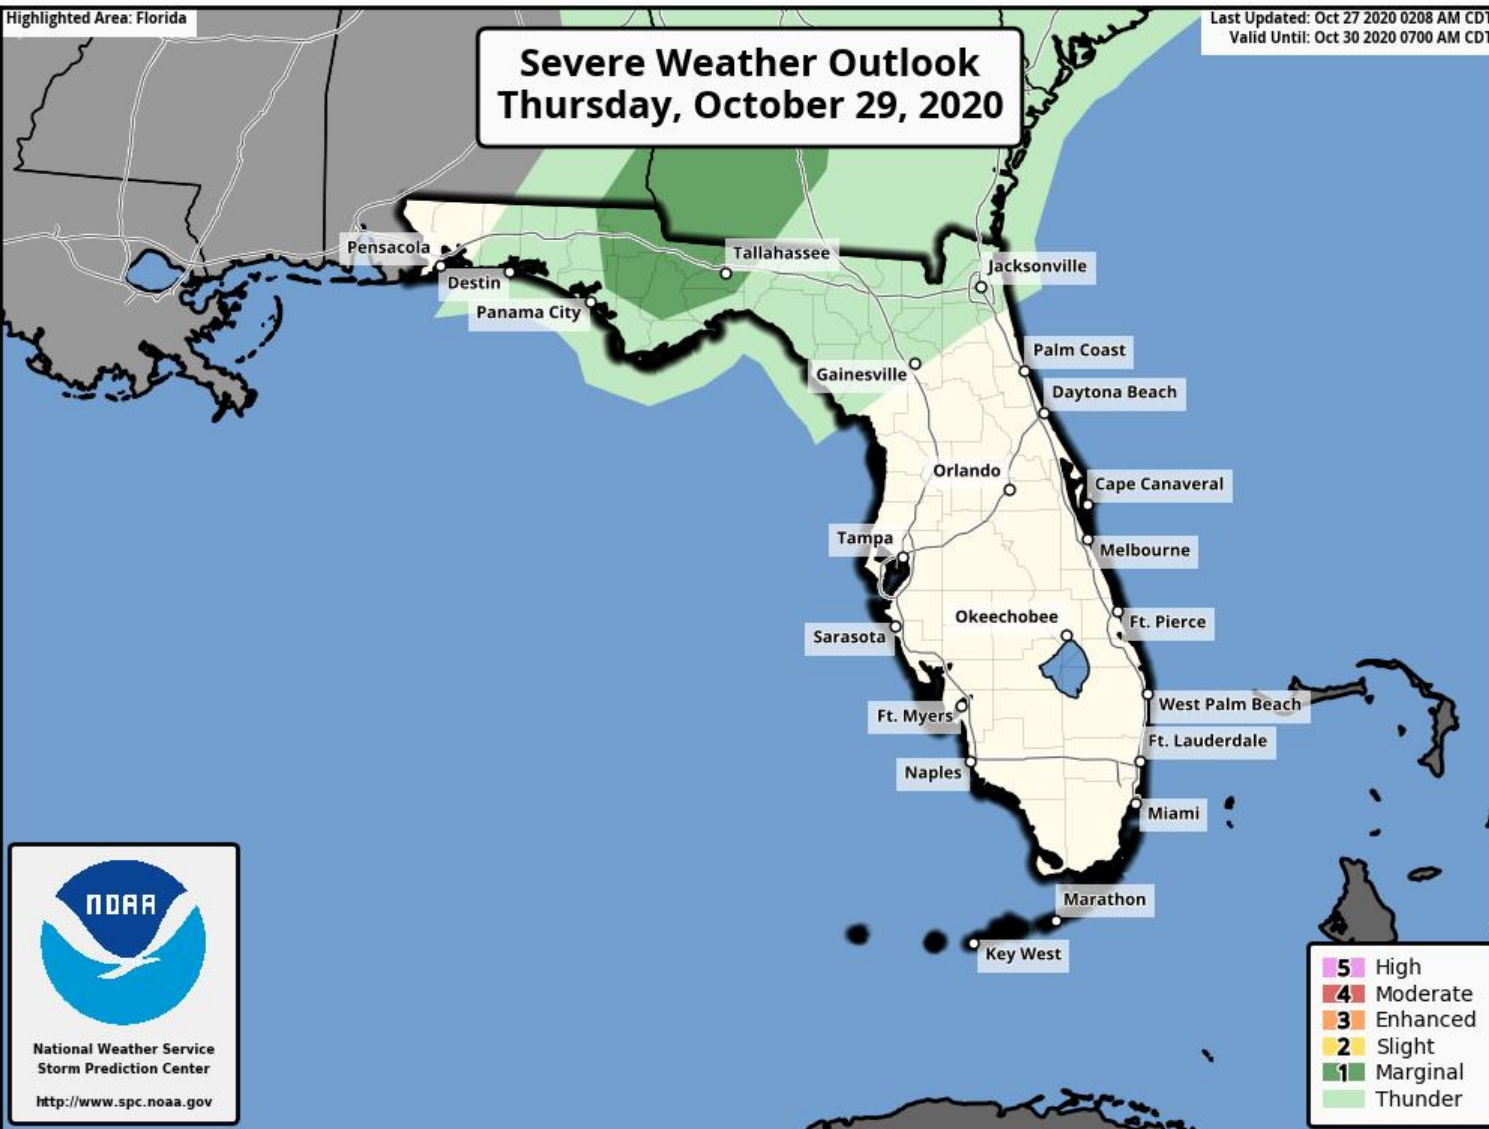 Highlighted Area: Florida
Last Updated: Oct 27 2020 0208 AM CDT
Valid Until: Oct 30 2020 0700 AM CDT
Severe Weather Outlook
Thursday, October 29, 2020
Pensacola
Tallahassee
Jacksonville
Destin
Panama City
Palm Coast
Gainesville
Daytona Beach
Orlando
Cape Canaveral
Tampa
Melbourne
Okeechobee
Ft. Pierce
Sarasota
West Palm Beach
Ft. Myers
Ft. Lauderdale
Naples
Miami
Marathon
Key West
NOAA
National Weather Service
Storm Prediction Center
http://www.spc.noaa.gov
5 High
4 Moderate
3 Enhanced
2 Slight
1 Marginal
Thunder